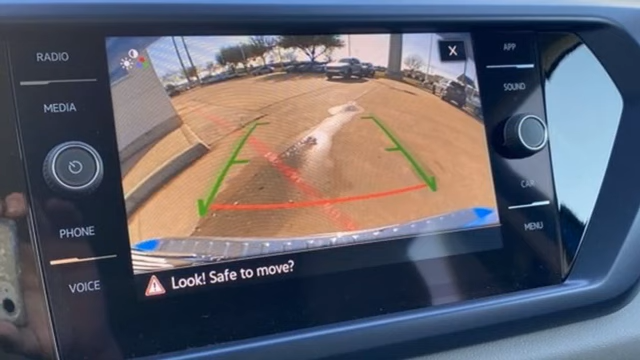 RADIO
MEDIA
PHONE
VOICE
APP
SOUND
CAR
MENU
X
Look! Safe to move?